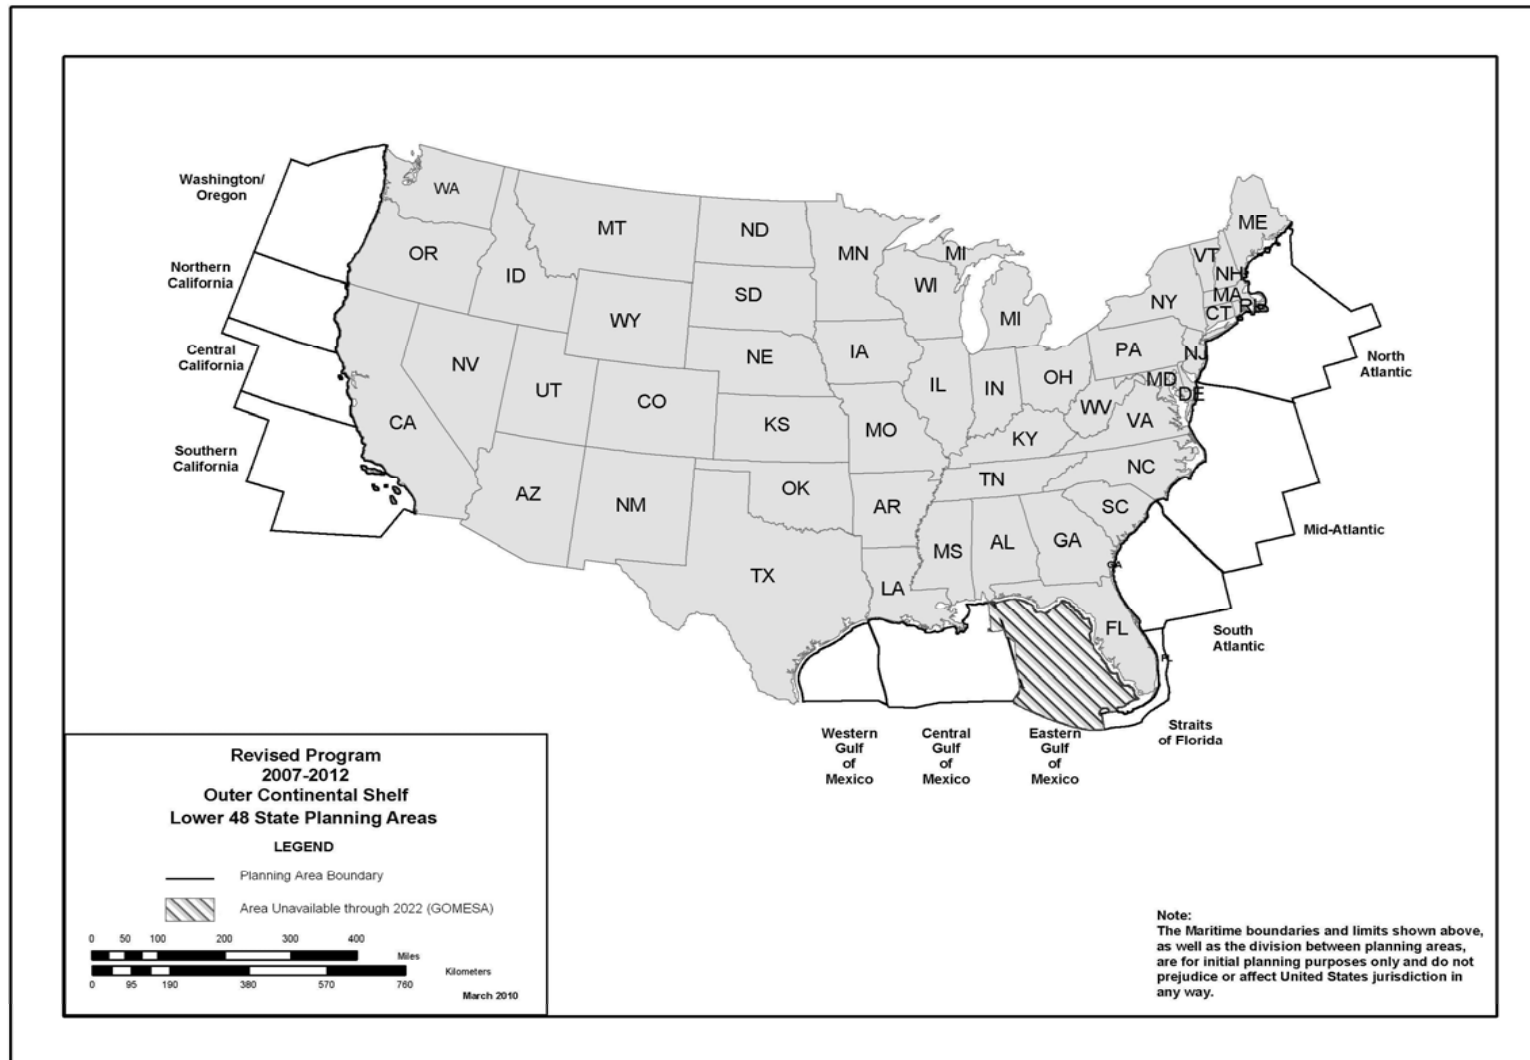 Washington/
Oregon
Northern
California
Central
California
Southern
California
WA
OR
ID
MT
ND
MN
MI
WI
SD
WY
NV
UT
CO
NE
IA
IL
IN
MI
OH
PA
NY
VT
NH
ME
MA
CT
RI
NJ
MD
DE
WV
VA
KY
MO
KS
CA
AZ
NM
OK
AR
TN
NC
SC
MS
AL
GA
GA
LA
TX
FL
FL
North
Atlantic
Mid-Atlantic
South
Atlantic
Straits
of Florida
Western
Gulf
of
Mexico
Central
Gulf
of
Mexico
Eastern
Gulf
of
Mexico
Revised Program
2007-2012
Outer Continental Shelf
Lower 48 State Planning Areas
LEGEND
Planning Area Boundary
Area Unavailable through 2022 (GOMESA)
0 50 100 200 300 400
Miles
Kilometers
0 95 190 380 570 760
March 2010
Note:
The Maritime boundaries and limits shown above,
as well as the division between planning areas,
are for initial planning purposes only and do not
prejudice or affect United States jurisdiction in
any way.